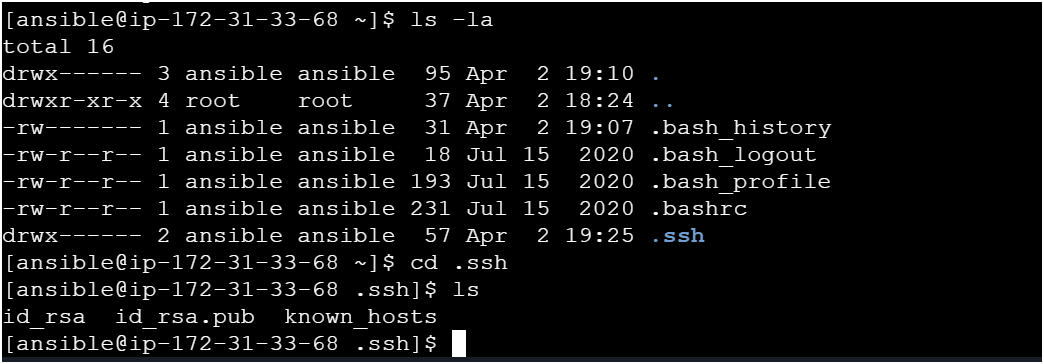 [ansible@ip-172-31-33-68 ~]$ ls -la
total 16
drwx------ 3 ansible ansible  95 Apr  2 19:10 .
drwxr-xr-x 4 root    root     37 Apr  2 18:24 ..
-rw------- 1 ansible ansible  31 Apr  2 19:07 .bash_history
-rw-r--r-- 1 ansible ansible  18 Jul 15  2020 .bash_logout
-rw-r--r-- 1 ansible ansible 193 Jul 15  2020 .bash_profile
-rw-r--r-- 1 ansible ansible 231 Jul 15  2020 .bashrc
drwx------ 2 ansible ansible  57 Apr  2 19:25 .ssh
[ansible@ip-172-31-33-68 ~]$ cd .ssh
[ansible@ip-172-31-33-68 .ssh]$ ls
id_rsa  id_rsa.pub  known_hosts
[ansible@ip-172-31-33-68 .ssh]$